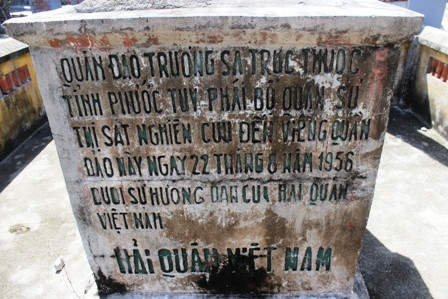 QUẦN ĐẢO TRƯỜNG SA TRỰC THUỘC
TỈNH PHƯỚC TUY PHÁI BỘ QUÂN SỰ
THỊ SÁT NGHIÊN CỨU ĐẾN VIẾNG QUẦN
ĐẢO NÀY NGÀY 22 THÁNG 8 NĂM 1956
DƯỚI SỰ HƯỚNG DẪN CỦA HẢI QUÂN
VIỆT NAM
HẢI QUÂN VIỆT NAM